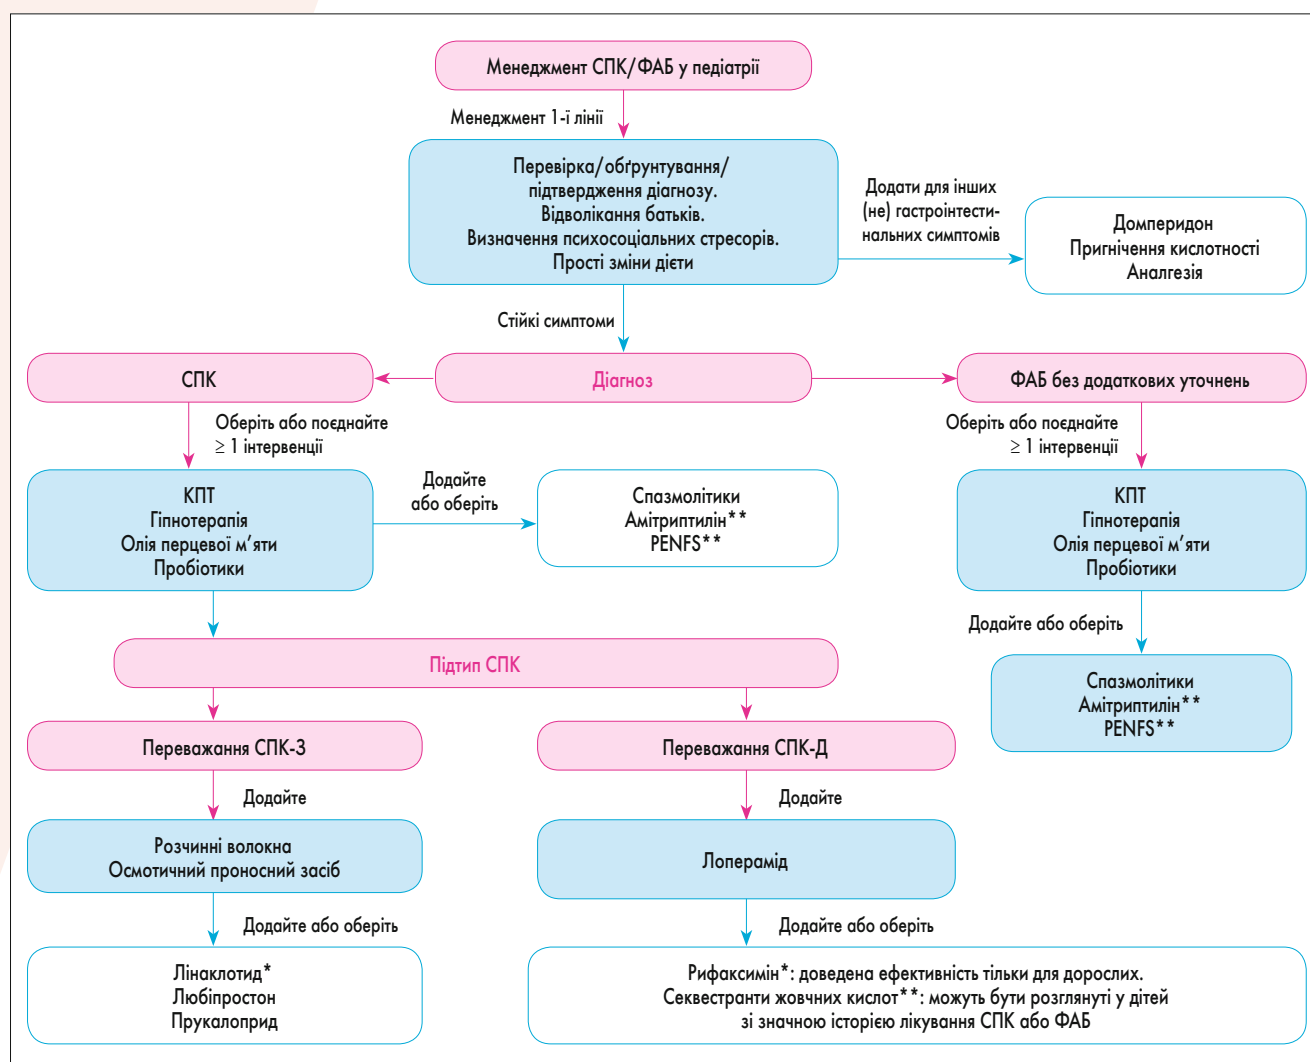 Менеджмент СПК/ФАБ у педіатрії
Менеджмент 1-ї лінії
Перевірка/обґрунтування/
підтвердження діагнозу.
Відволікання батьків.
Визначення психосоціальних стресорів.
Прості зміни дієти
Додати для інших
(не) гастроінтести-
нальних симптомів
Домперидон
Пригнічення кислотності
Аналгезія
Стійкі симптоми
СПК
Діагноз
ФАБ без додаткових уточнень
Оберіть або поєднайте
≥ 1 інтервенції
Оберіть або поєднайте
≥ 1 інтервенції
КПТ
Гіпнотерапія
Олія перцевої м’яти
Пробіотики
Додайте
або оберіть
Спазмолітики
Амітриптилін**
PENFS**
КПТ
Гіпнотерапія
Олія перцевої м’яти
Пробіотики
Додайте або оберіть
Спазмолітики
Амітриптилін**
PENFS**
Підтип СПК
Переважання СПК-З
Переважання СПК-Д
Додайте
Додайте
Розчинні волокна
Осмотичний проносний засіб
Лоперамід
Додайте або оберіть
Додайте або оберіть
Лінаклотид*
Любіпростон
Прукалоприд
Рифаксимін*: доведена ефективність тільки для дорослих.
Секвестранти жовчних кислот**: можуть бути розглянуті у дітей
зі значною історією лікування СПК або ФАБ